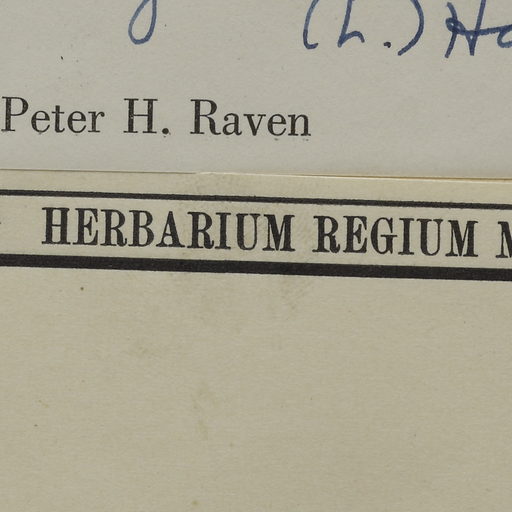 (L.)
Peter H. Raven
HERBARIUM REGIUM